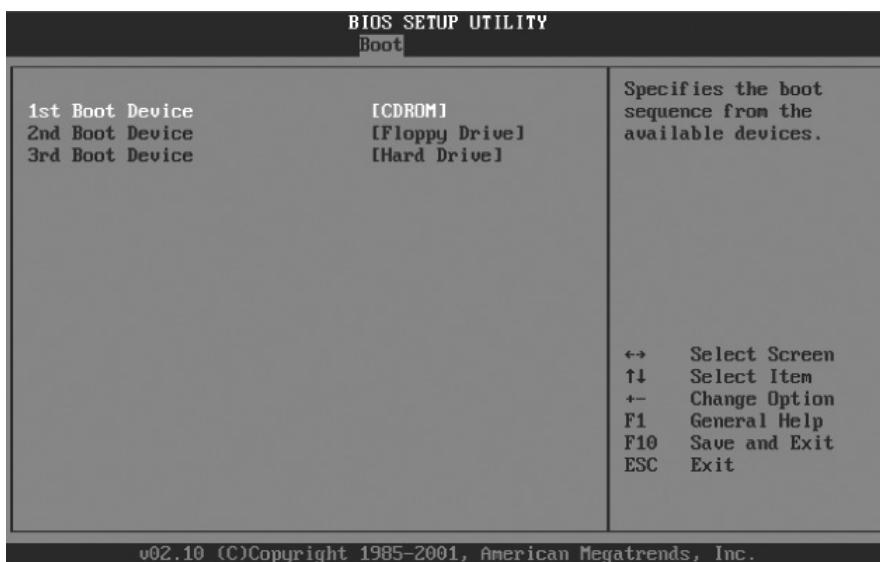 BIOS SETUP UTILITY
Boot
1st Boot Device [CDROM]
2nd Boot Device [Floppy Drive]
3rd Boot Device [Hard Drive]
Specifies the boot
sequence from the
available devices.
←→ Select Screen
↑↓ Select Item
+- Change Option
F1 General Help
F10 Save and Exit
ESC Exit
v02.10 (C)Copyright 1985-2001, American Megatrends, Inc.